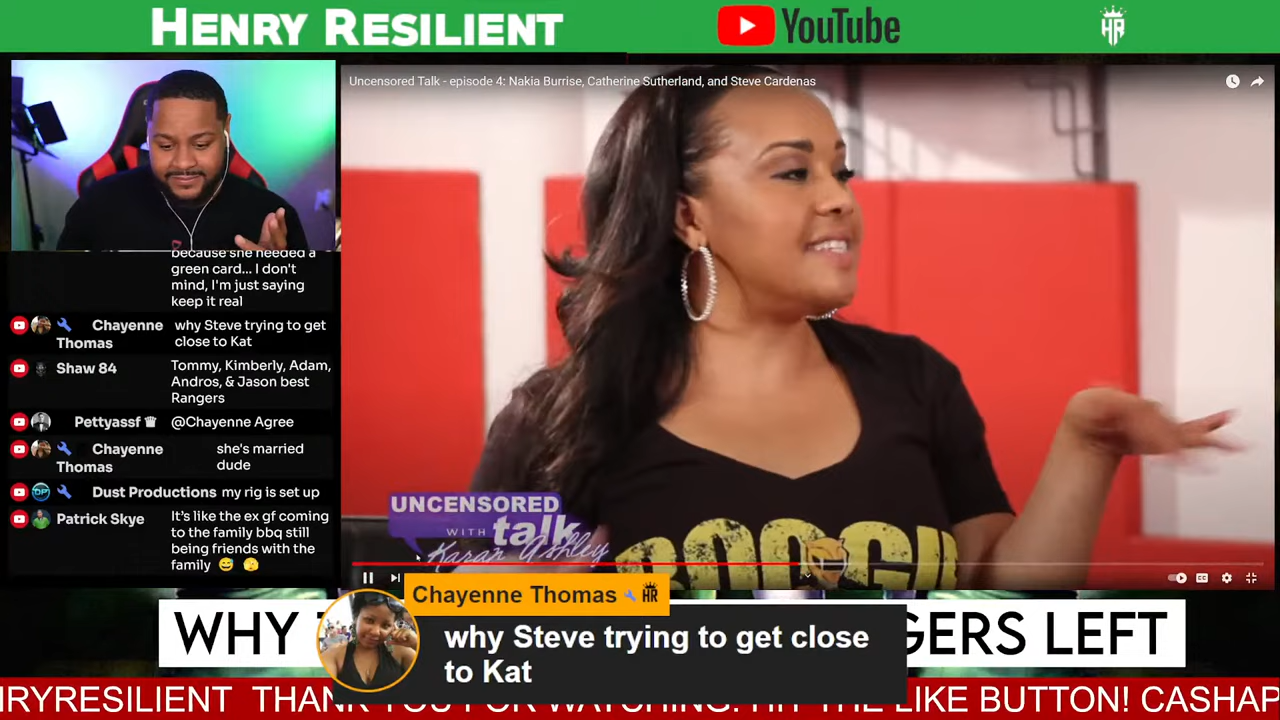 HENRY RESILIENT
YouTube
HR
Uncensored Talk - episode 4: Nakia Burrise, Catherine Sutherland, and Steve Cardenas
because she needed a
green card... I don't
mind, I'm just saying
keep it real
Chayenne Thomas
why Steve trying to get
close to Kat
Shaw 84
Tommy, Kimberly, Adam,
Andros, & Jason best
Rangers
Pettyassf
@Chayenne Agree
Chayenne Thomas
she's married
dude
Dust Productions my rig is set up
Patrick Skye
It's like the ex gf coming
to the family bbq still
being friends with the
family 😅 🫣
UNCENSORED
WITH talk
Karan Ashley
CC
Chayenne Thomas HR
why Steve trying to get close
to Kat
WHY GERS LEFT
RYRESILIENT THANK YOU FOR WATCHING! HIT THE LIKE BUTTON! CASHAP